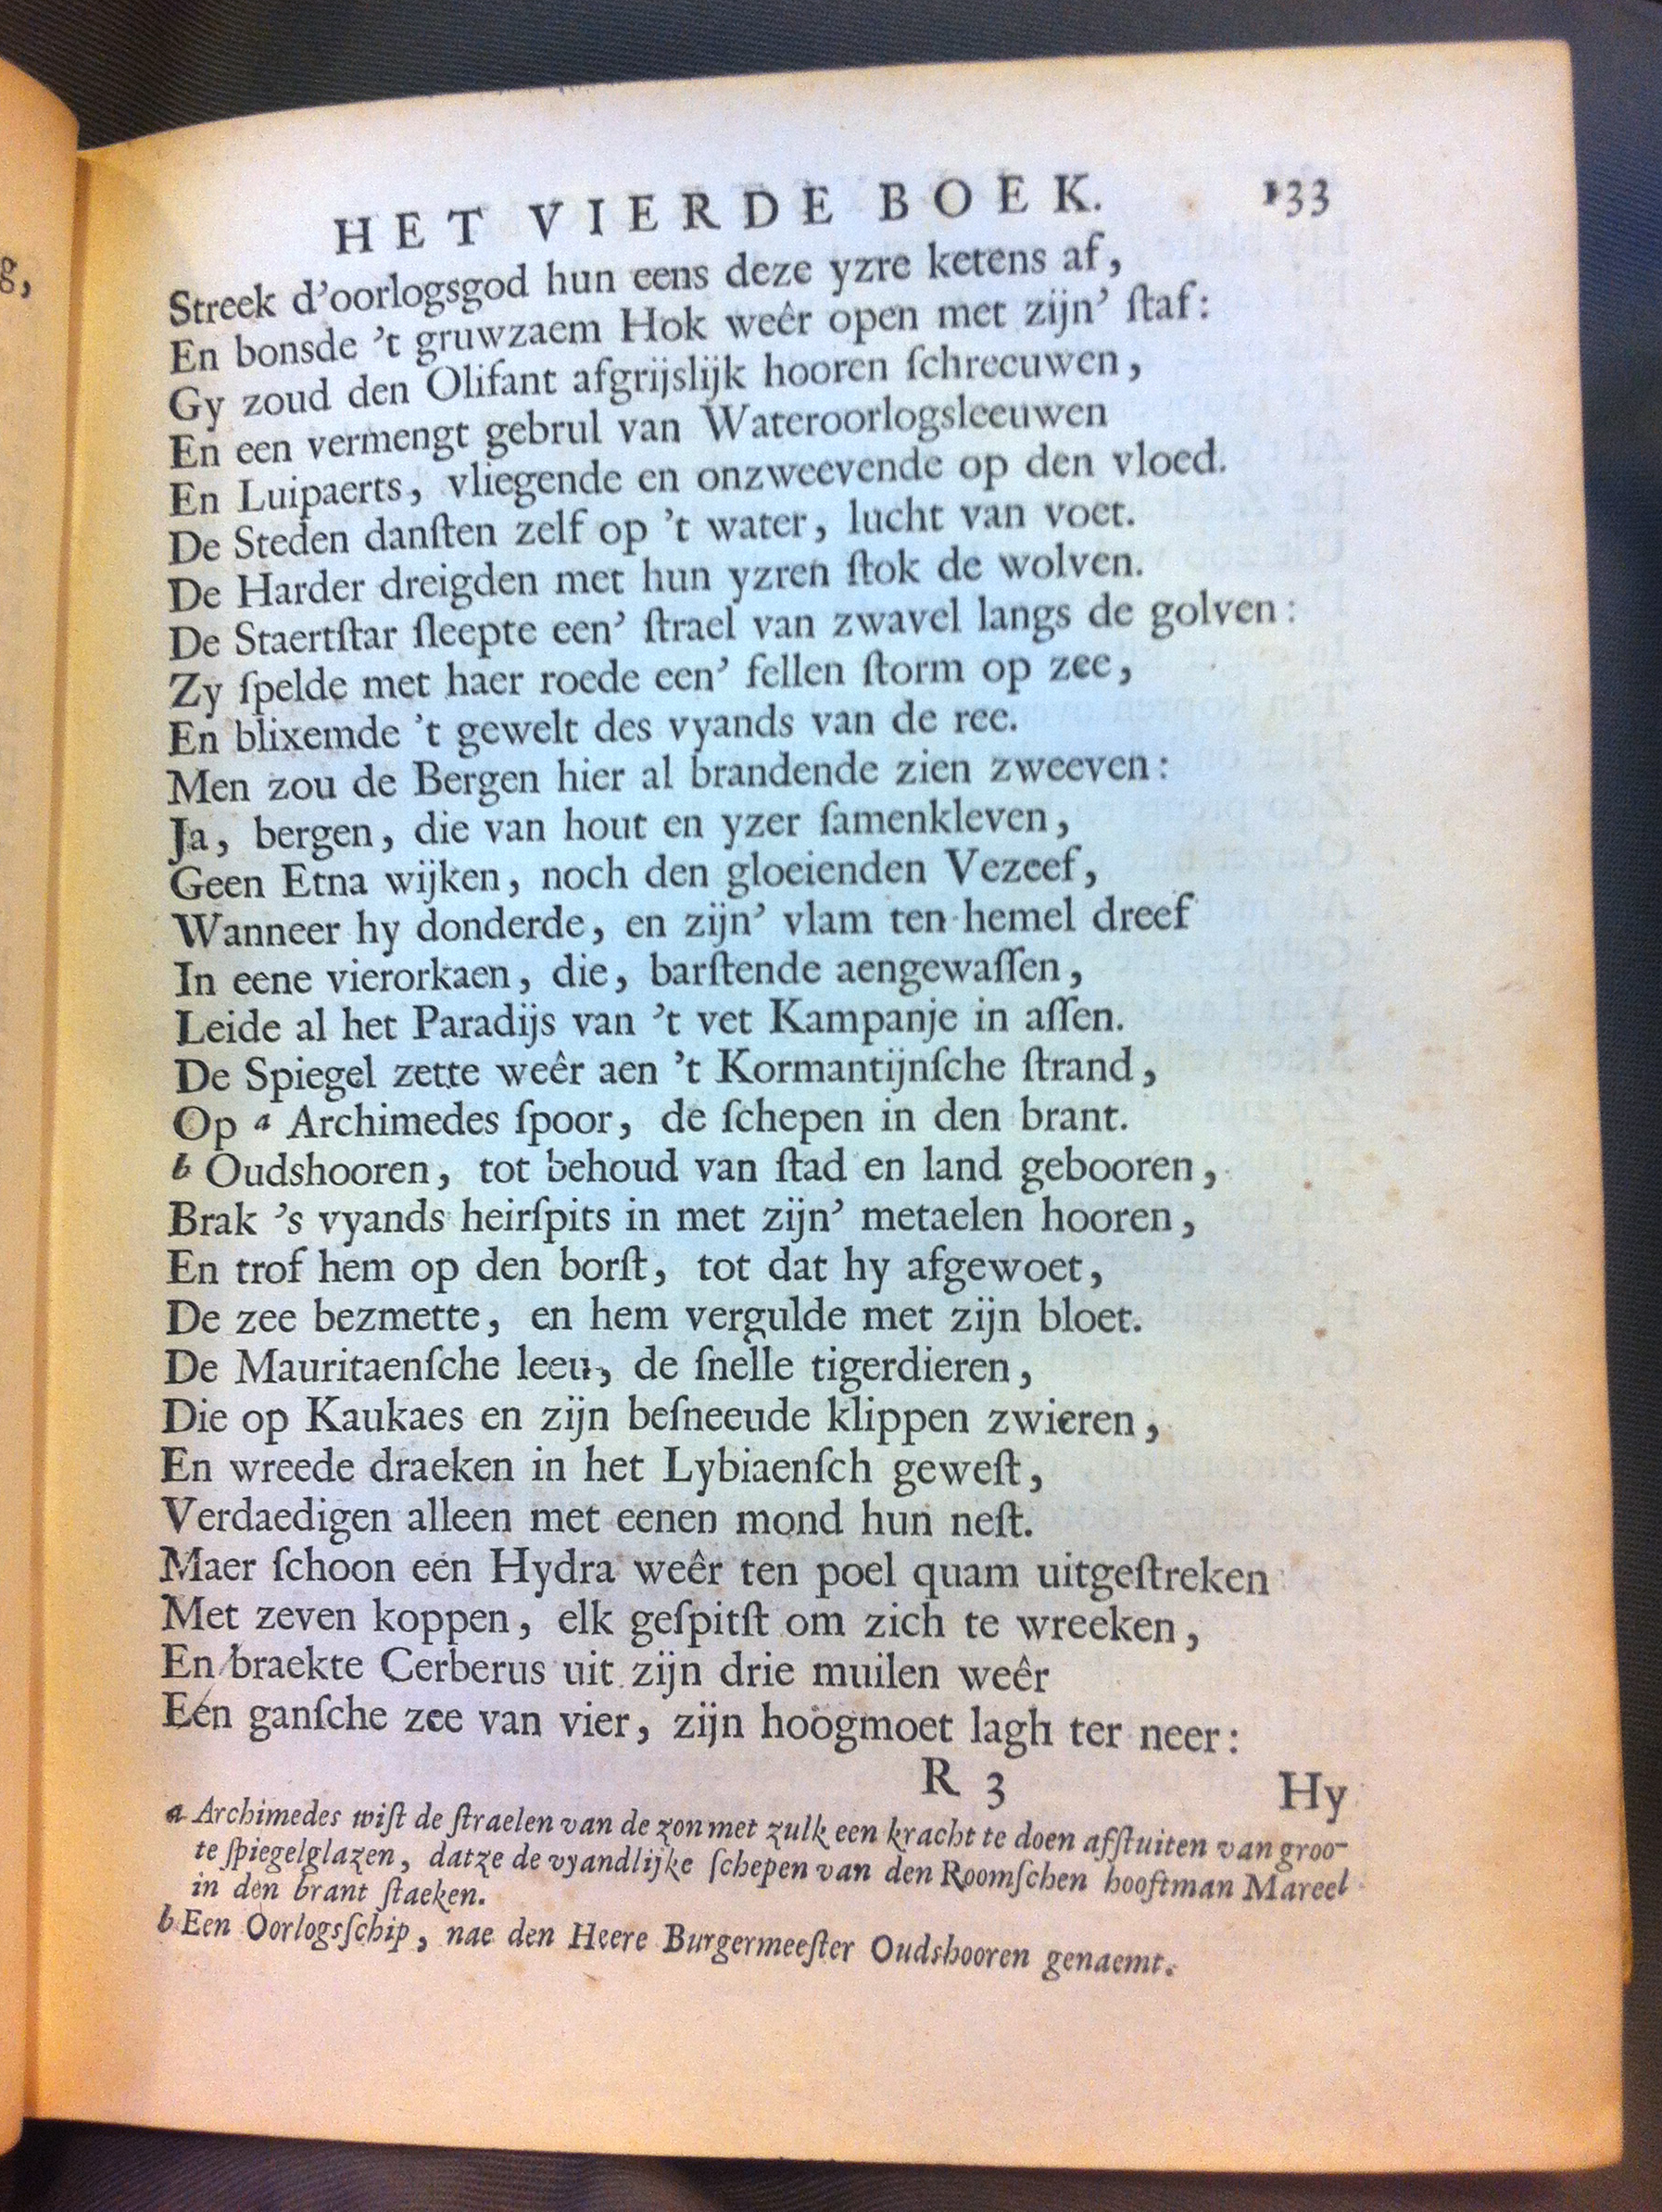 g,
HET VIERDE BOEK. 133
Streek d'oorlogsgod hun eens deze yzre ketens af,
En bonsde 't gruwzaem Hok weêr open met zijn' ſtaf:
Gy zoud den Olifant afgrijslijk hooren ſchreeuwen,
En een vermengt gebrul van Wateroorlogsleeuwen
En Luipaerts, vliegende en onzweevende op den vloed.
De Steden danſten zelf op 't water, lucht van voet.
De Harder dreigden met hun yzren ſtok de wolven.
De Staertſtar ſleepte een' ſtrael van zwavel langs de golven:
Zy ſpelde met haer roede een' fellen ſtorm op zee,
En blixemde 't gewelt des vyands van de ree.
Men zou de Bergen hier al brandende zien zweeven:
Ja, bergen, die van hout en yzer ſamenkleven,
Geen Etna wijken, noch den gloeienden Vezeef,
Wanneer hy donderde, en zijn' vlam ten hemel dreef
In eene vierorkaen, die, barſtende aengewaſſen,
Leide al het Paradijs van 't vet Kampanje in aſſen.
De Spiegel zette weêr aen 't Kormantijnſche ſtrand,
Op a Archimedes ſpoor, de ſchepen in den brant.
b Oudshooren, tot behoud van ſtad en land gebooren,
Brak 's vyands heirſpits in met zijn' metaelen hooren,
En trof hem op den borſt, tot dat hy afgewoet,
De zee bezmette, en hem vergulde met zijn bloet.
De Mauritaenſche leeu, de ſnelle tigerdieren,
Die op Kaukaes en zijn beſneeude klippen zwieren,
En wreede draeken in het Lybiaenſch geweſt,
Verdaedigen alleen met eenen mond hun neſt.
Maer ſchoon een Hydra weêr ten poel quam uitgeſtreken
Met zeven koppen, elk geſpitſt om zich te wreeken,
En braekte Cerberus uit zijn drie muilen weêr
Eén ganſche zee van vier, zijn hoogmoet lagh ter neer:
R 3 Hy
a Archimedes wiſt de ſtraelen van de zon met zulk een kracht te doen afſtuiten van groo-
te ſpiegelglazen, datze de vyandlijke ſchepen van den Roomſchen hooftman Marcel
in den brant ſtaeken.
b Een Oorlogsſchip, nae den Heere Burgermeeſter Oudshooren genaemt.